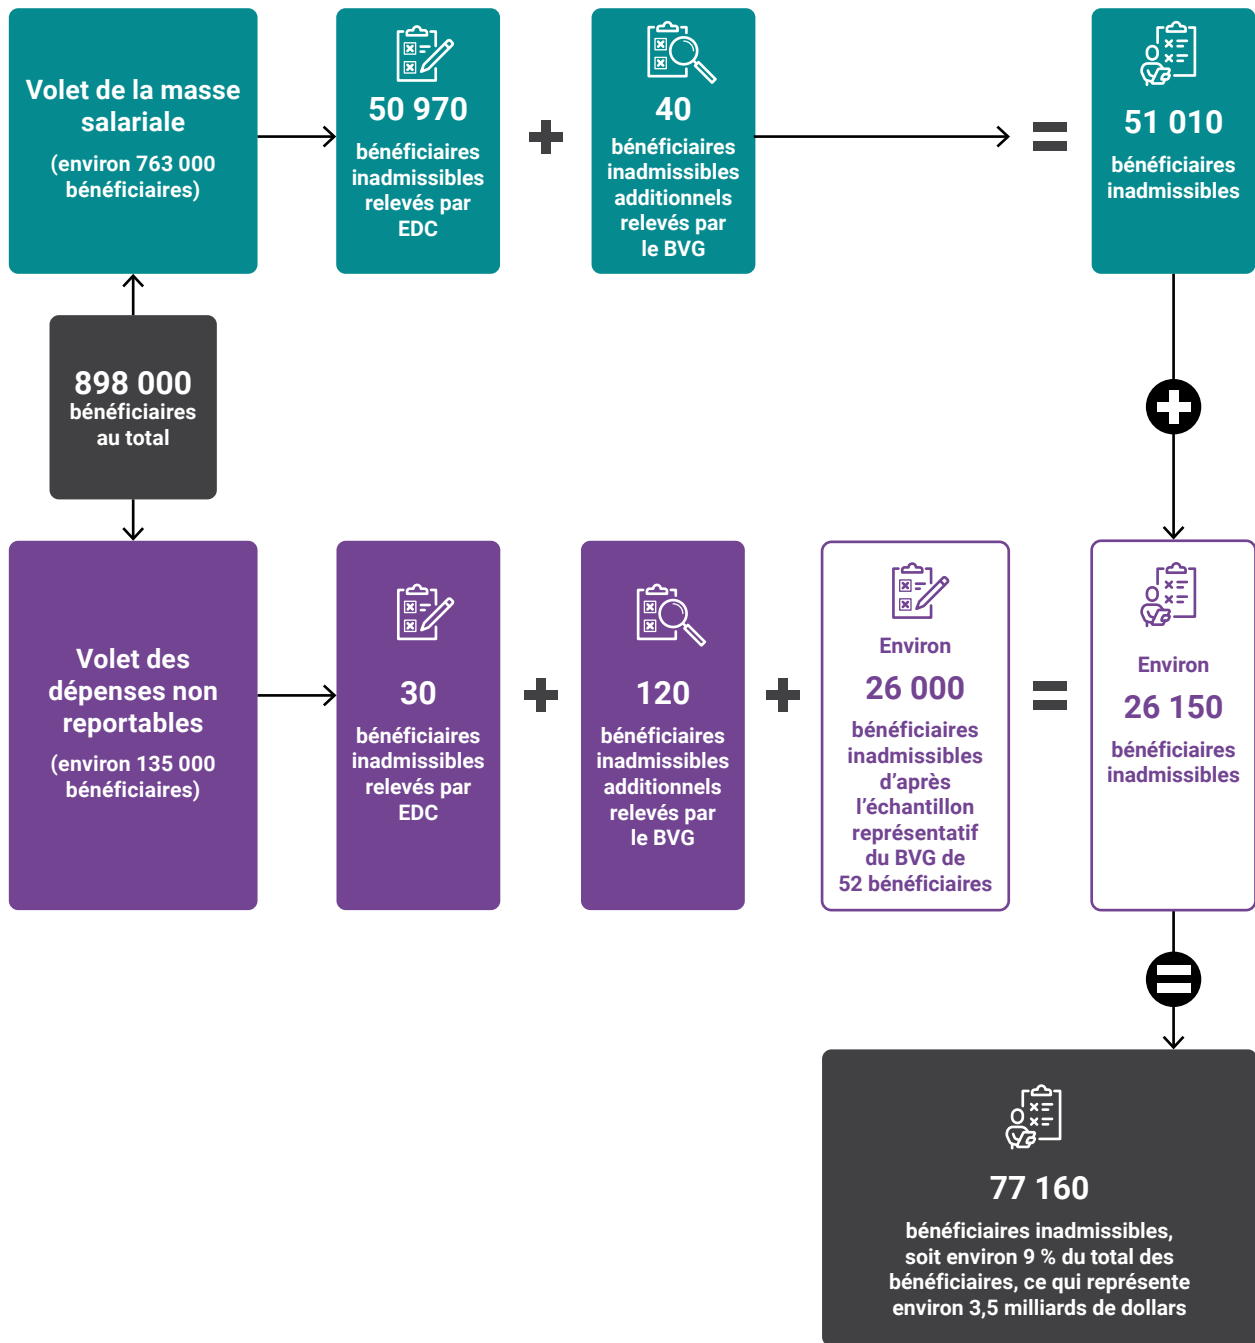 Volet de la masse
salariale
(environ 763 000
bénéficiaires)
50 970
bénéficiaires
inadmissibles
relevés par
EDC
40
bénéficiaires
inadmissibles
additionnels
relevés par
le BVG
51 010
bénéficiaires
inadmissibles
898 000
bénéficiaires
au total
Volet des
dépenses non
reportables
(environ 135 000
bénéficiaires)
30
bénéficiaires
inadmissibles
relevés par
EDC
120
bénéficiaires
inadmissibles
additionnels
relevés par
le BVG
Environ
26 000
bénéficiaires
inadmissibles
d’après
l’échantillon
représentatif
du BVG de
52 bénéficiaires
Environ
26 150
bénéficiaires
inadmissibles
77 160
bénéficiaires inadmissibles,
soit environ 9 % du total des
bénéficiaires, ce qui représente
environ 3,5 milliards de dollars